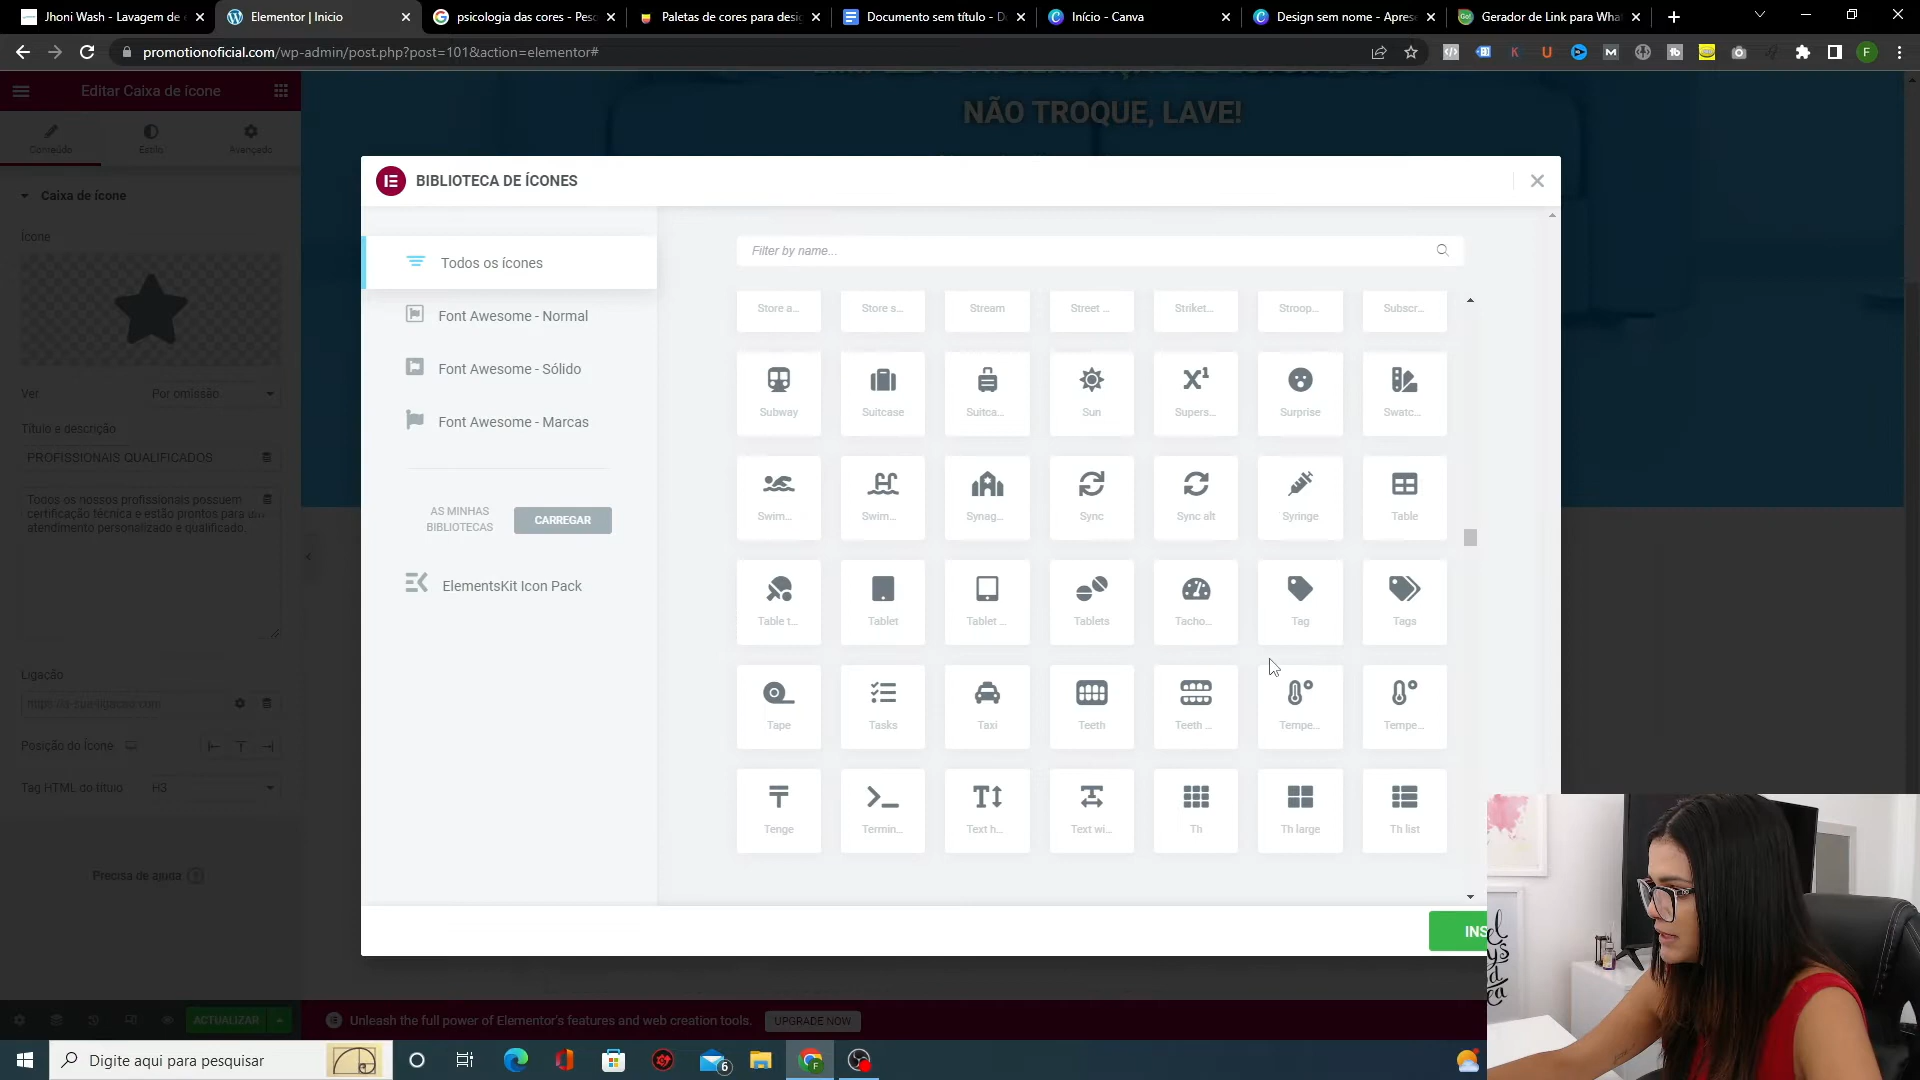 Jhoni Wash - Lavagem de
Elementor | Inicio
psicologia das cores - Pesq
Paletas de cores para desig
Documento sem título - D
Início - Canva
Design sem nome - Aprese
Gerador de Link para What
promotionoficial.com/wp-admin/post.php?post=101&action=elementor#
Editar Caixa de ícone
Conteúdo
Estilo
Avançado
NÃO TROQUE, LAVE!
Caixa de ícone
Ícone
Ver
Por omissão
Título e descrição
PROFISSIONAIS QUALIFICADOS
Todos os nossos profissionais possuem
certificação técnica e estão prontos para um
atendimento personalizado e qualificado.
Ligação
Posição do Ícone
Tag HTML do título
H3
Precisa de ajuda
ACTUALIZAR
BIBLIOTECA DE ÍCONES
Todos os ícones
Font Awesome - Normal
Font Awesome - Sólido
Font Awesome - Marcas
AS MINHAS
BIBLIOTECAS
CARREGAR
ElementsKit Icon Pack
Filter by name...
Store a...
Store s...
Stream
Street ...
Striket...
Stroop...
Subscr...
Subway
Suitcase
Suitca...
Sun
Supers...
Surprise
Swatc...
Swim...
Swim...
Synag...
Sync
Sync alt
Syringe
Table
Table t...
Tablet
Tablet ...
Tablets
Tacho...
Tag
Tags
Tape
Tasks
Taxi
Teeth
Teeth ...
Tempe...
Tempe...
Tenge
Termin...
Text h...
Text wi...
Th
Th large
Th list
INS
Unleash the full power of Elementor's features and web creation tools.
UPGRADE NOW
Digite aqui para pesquisar
6